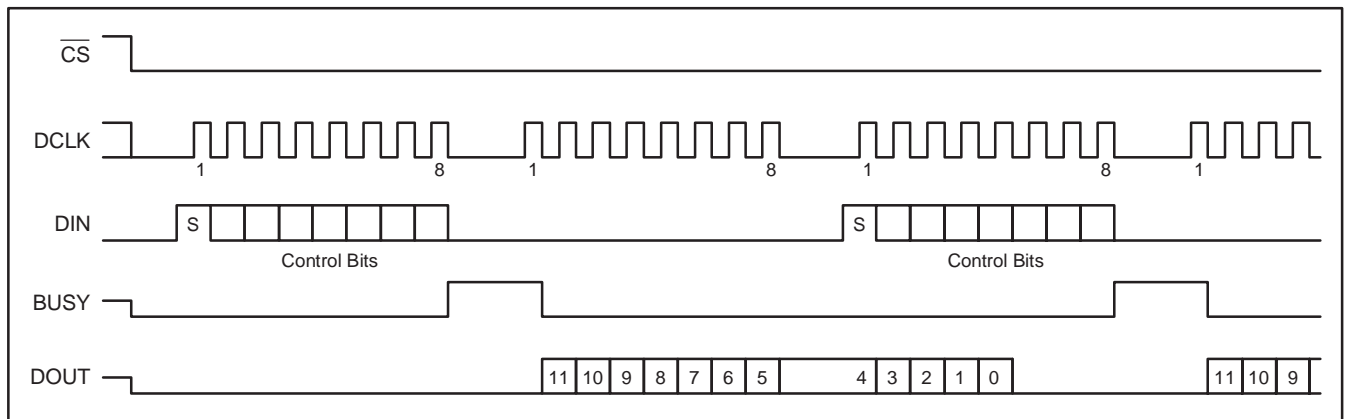 CS
DCLK
1 8 1 8 1 8 1
DIN
S S
Control Bits Control Bits
BUSY
DOUT
11 10 9 8 7 6 5 4 3 2 1 0 11 10 9